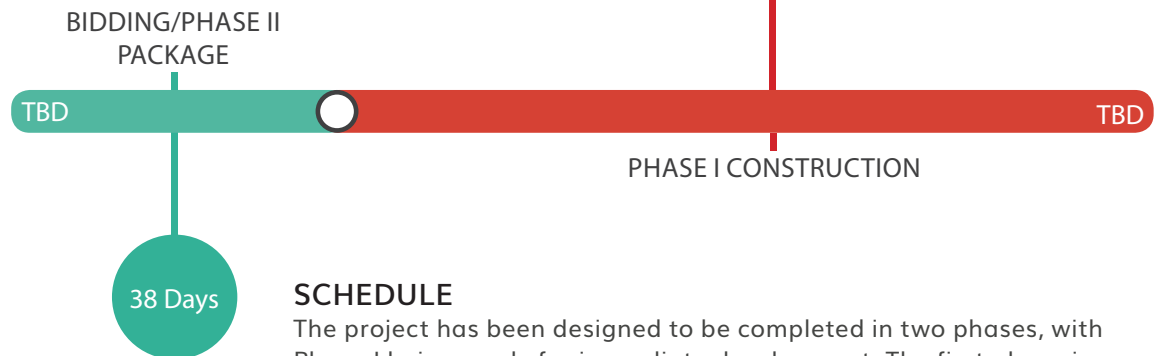 BIDDING/PHASE II
PACKAGE
TBD
TBD
PHASE I CONSTRUCTION
38 Days
SCHEDULE
The project has been designed to be completed in two phases, with